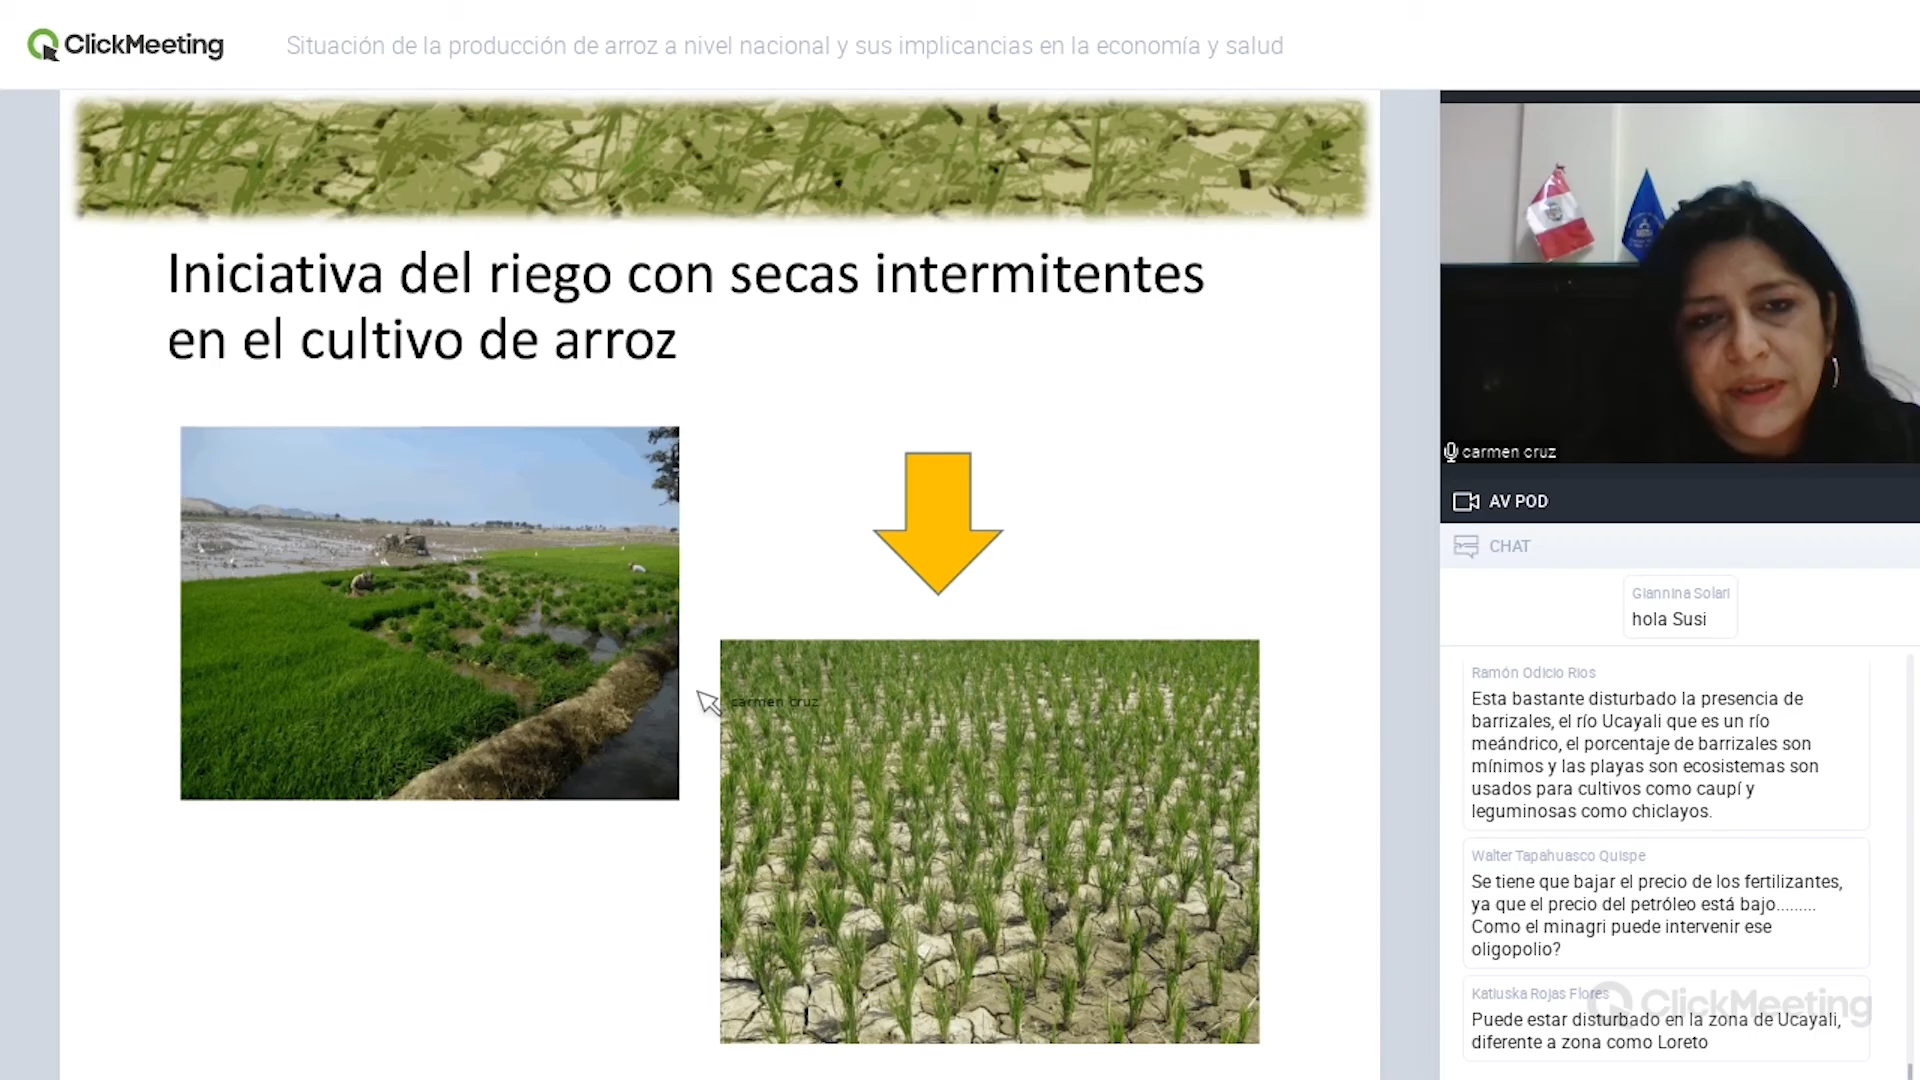 ClickMeeting
Situación de la producción de arroz a nivel nacional y sus implicancias en la economía y salud
Iniciativa del riego con secas intermitentes
en el cultivo de arroz
carmen cruz
carmen cruz
AV POD
CHAT
Giannina Solari
hola Susi
Ramón Odicio Rios
Esta bastante disturbado la presencia de
barrizales, el río Ucayali que es un río
meándrico, el porcentaje de barrizales son
mínimos y las playas son ecosistemas son
usados para cultivos como caupí y
leguminosas como chiclayos.
Walter Tapahuasco Quispe
Se tiene que bajar el precio de los fertilizantes,
ya que el precio del petróleo está bajo.........
Como el minagri puede intervenir ese
oligopolio?
Katiuska Rojas Flores
Puede estar disturbado en la zona de Ucayali,
diferente a zona como Loreto
ClickMeeting